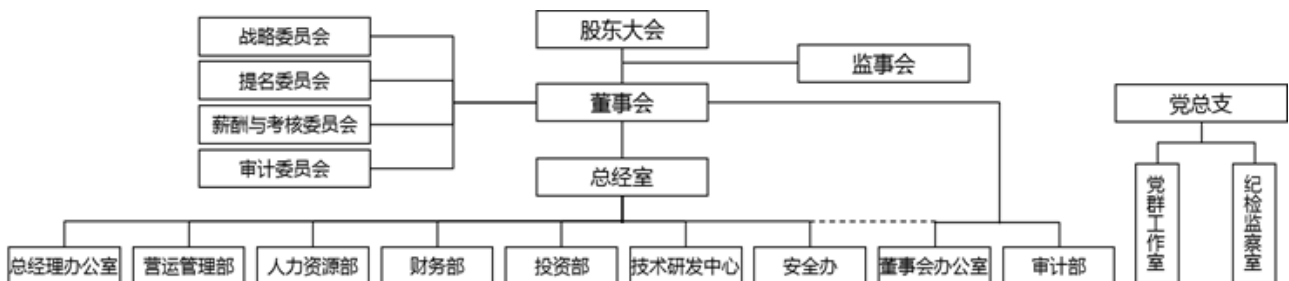 战略委员会
提名委员会
薪酬与考核委员会
审计委员会
股东大会
监事会
董事会
总经室
党总支
党群工作室
纪检监察室
总经理办公室
营运管理部
人力资源部
财务部
投资部
技术研发中心
安全办
董事会办公室
审计部